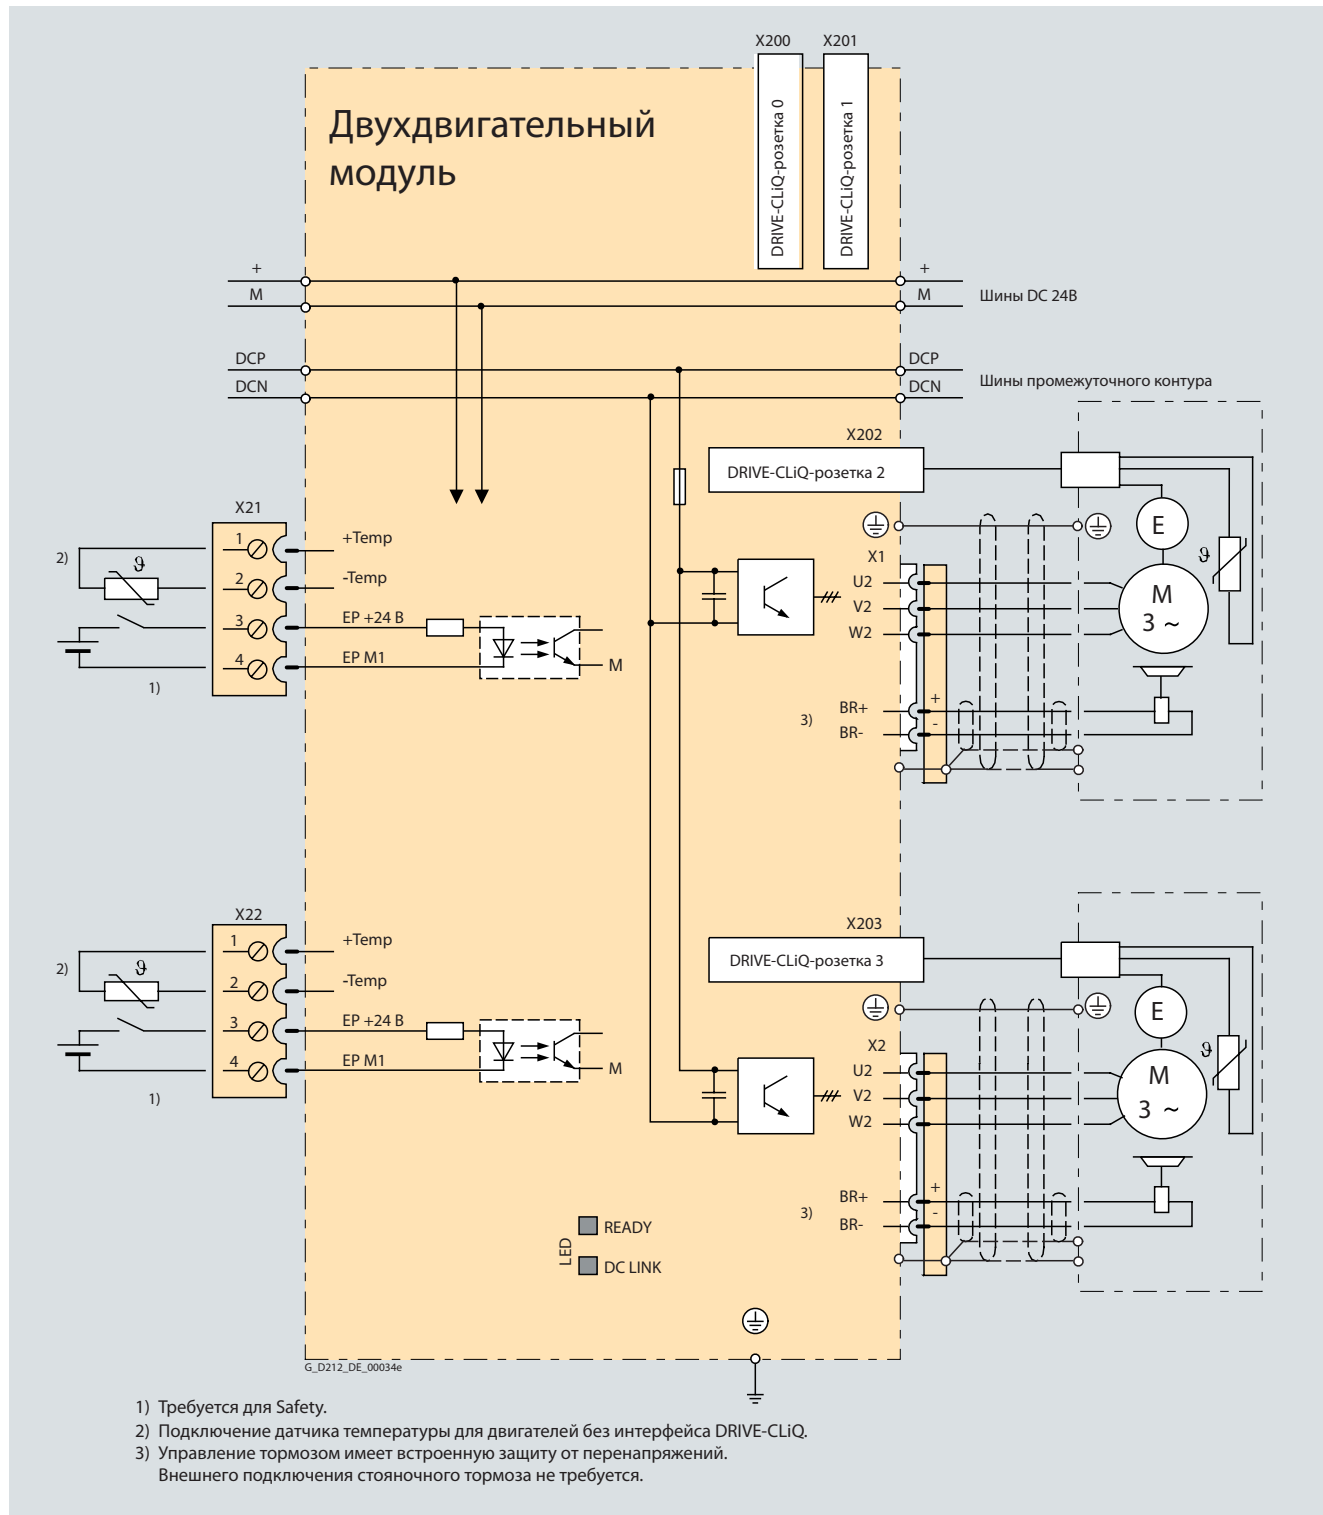 X200
X201
DRIVE-CLiQ-розетка 0
DRIVE-CLiQ-розетка 1
Двухдвигательный
модуль
+
+
M
M
Шины DC 24В
DCP
DCP
DCN
DCN
Шины промежуточного контура
X202
DRIVE-CLiQ-розетка 2
X21
1
+Temp
2)
ϑ
2
-Temp
3
EP +24 В
4
EP M1
M
1)
E
ϑ
X1
U2
V2
W2
M
3 ~
3)
BR+
+
BR-
-
X22
1
+Temp
2)
ϑ
2
-Temp
3
EP +24 В
4
EP M1
M
1)
X203
DRIVE-CLiQ-розетка 3
E
X2
ϑ
U2
V2
W2
M
3 ~
3)
BR+
+
BR-
-
LED
READY
DC LINK
G_D212_DE_00034e
1) Требуется для Safety.
2) Подключение датчика температуры для двигателей без интерфейса DRIVE-CLiQ.
3) Управление тормозом имеет встроенную защиту от перенапряжений.
Внешнего подключения стояночного тормоза не требуется.